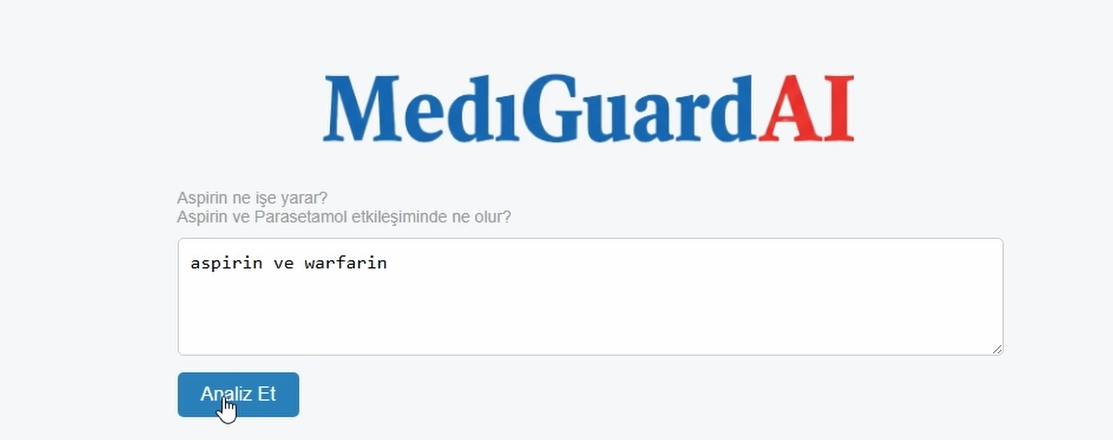 MedıGuardAI
Aspirin ne işe yarar?
Aspirin ve Parasetamol etkileşiminde ne olur?
aspirin ve warfarin
Analiz Et